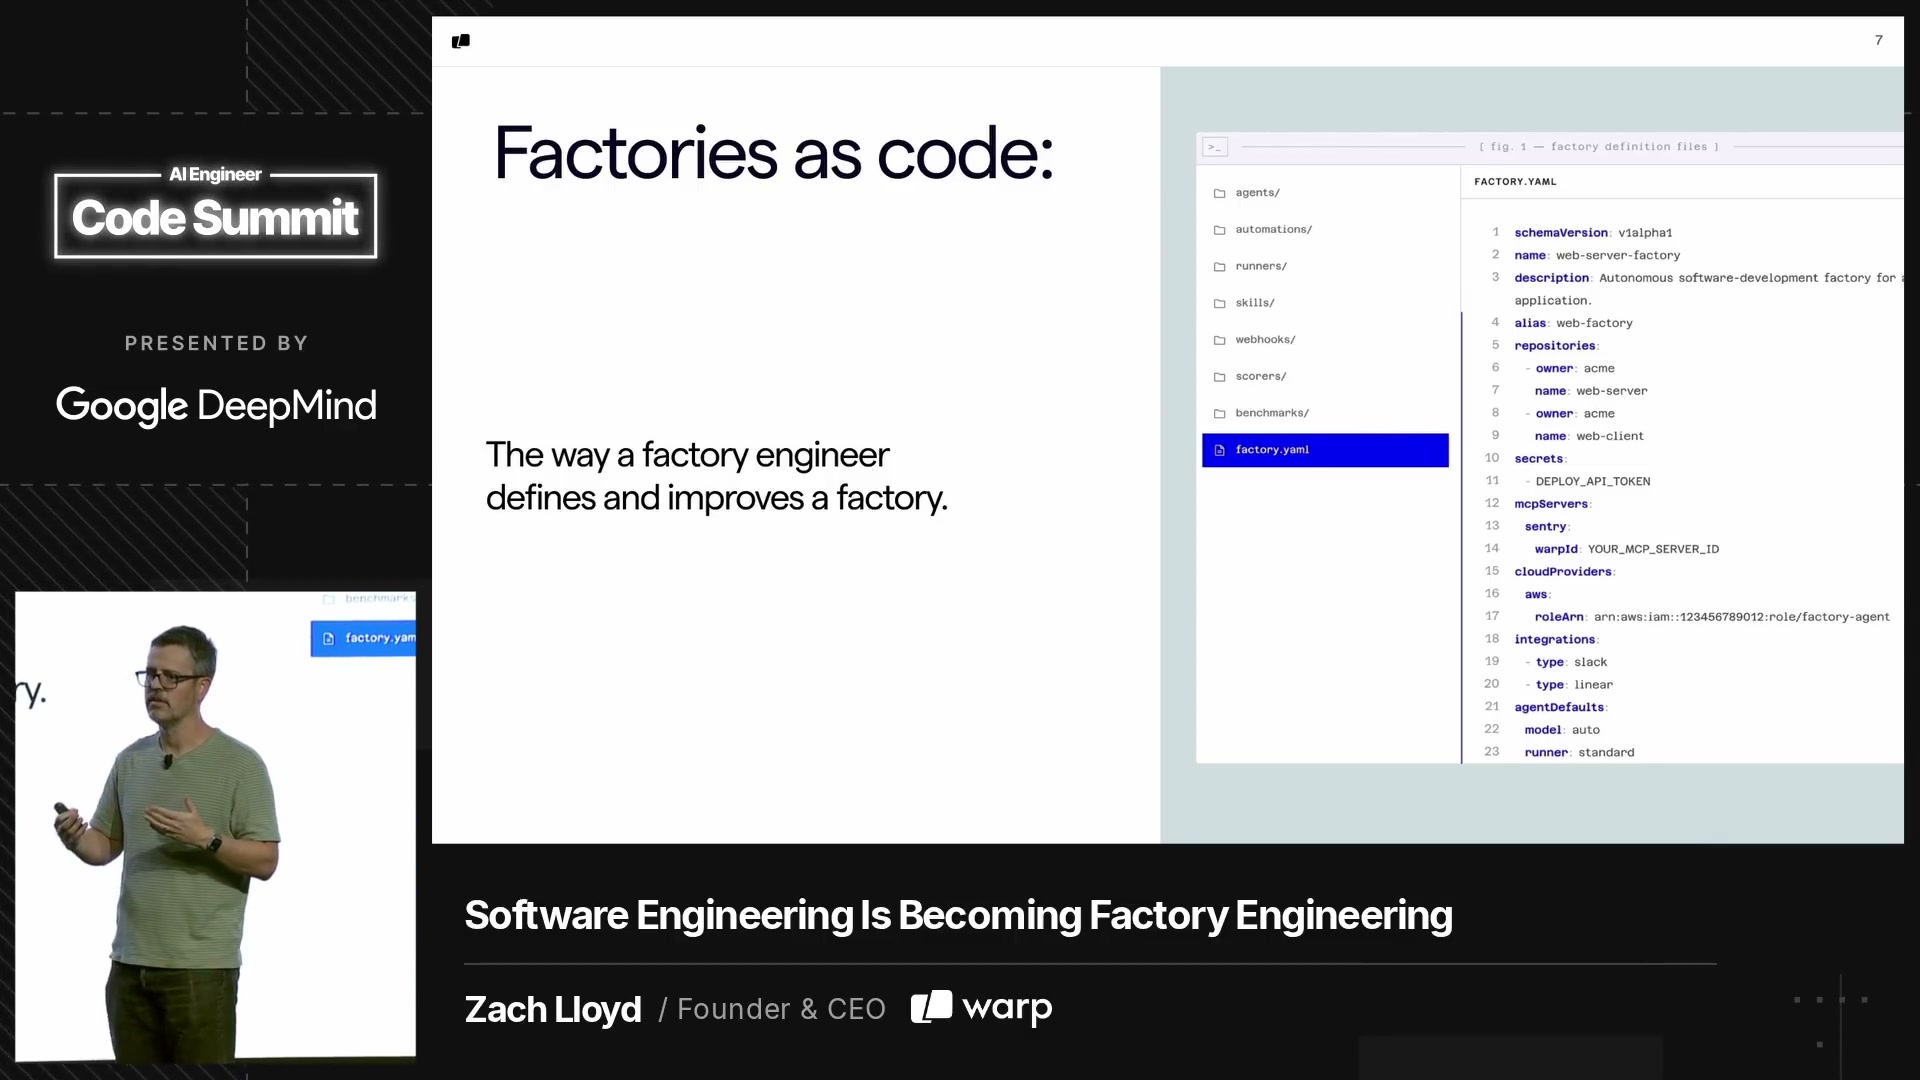 AI Engineer
Code Summit
PRESENTED BY
Google DeepMind
7
Factories as code:
The way a factory engineer
defines and improves a factory.
>_
[ fig. 1 — factory definition files ]
agents/
automations/
runners/
skills/
webhooks/
scorers/
benchmarks/
factory.yaml
FACTORY.YAML
1 schemaVersion: v1alpha1
2 name: web-server-factory
3 description: Autonomous software-development factory for
application.
4 alias: web-factory
5 repositories:
6 - owner: acme
7 name: web-server
8 - owner: acme
9 name: web-client
10 secrets:
11 - DEPLOY_API_TOKEN
12 mcpServers:
13 sentry:
14 warpId: YOUR_MCP_SERVER_ID
15 cloudProviders:
16 aws:
17 roleArn: arn:aws:iam::123456789012:role/factory-agent
18 integrations:
19 - type: slack
20 - type: linear
21 agentDefaults:
22 model: auto
23 runner: standard
benchmarks
factory.yam
ry.
Software Engineering Is Becoming Factory Engineering
Zach Lloyd / Founder & CEO warp